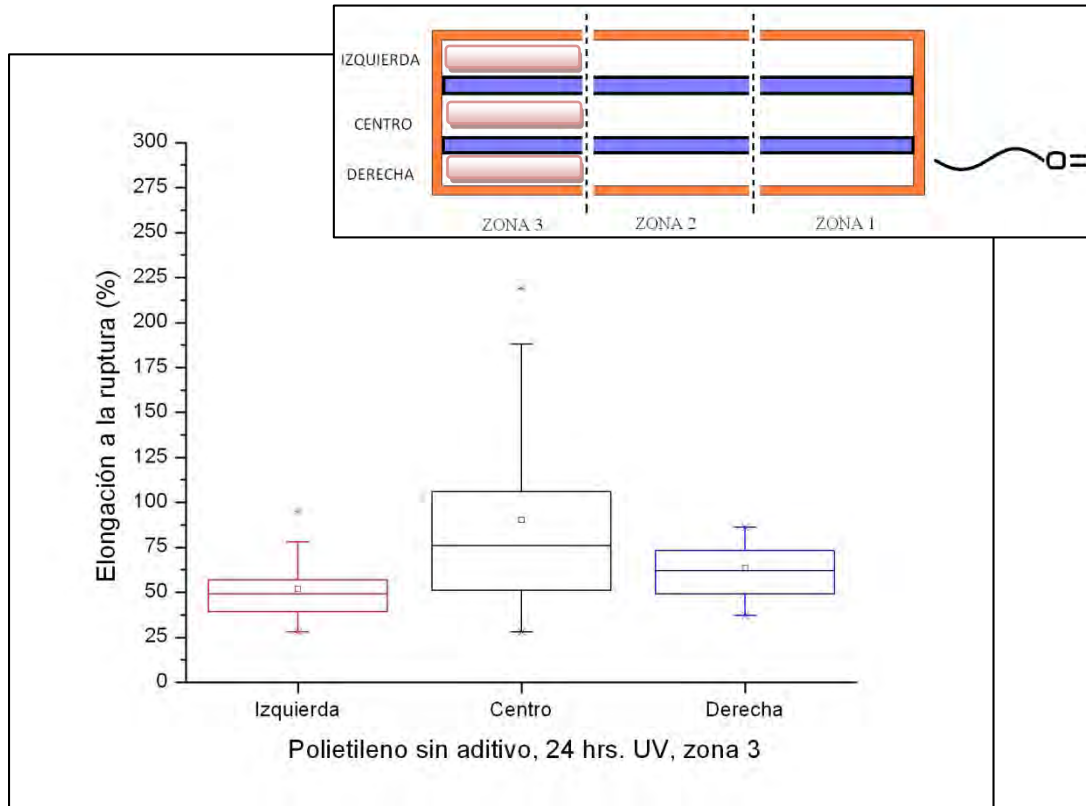 IZQUIERDA
CENTRO
DERECHA
ZONA 3
ZONA 2
ZONA 1
Elongación a la ruptura (%)
300
275
250
225
200
175
150
125
100
75
50
25
0
Izquierda
Centro
Derecha
Polietileno sin aditivo, 24 hrs. UV, zona 3